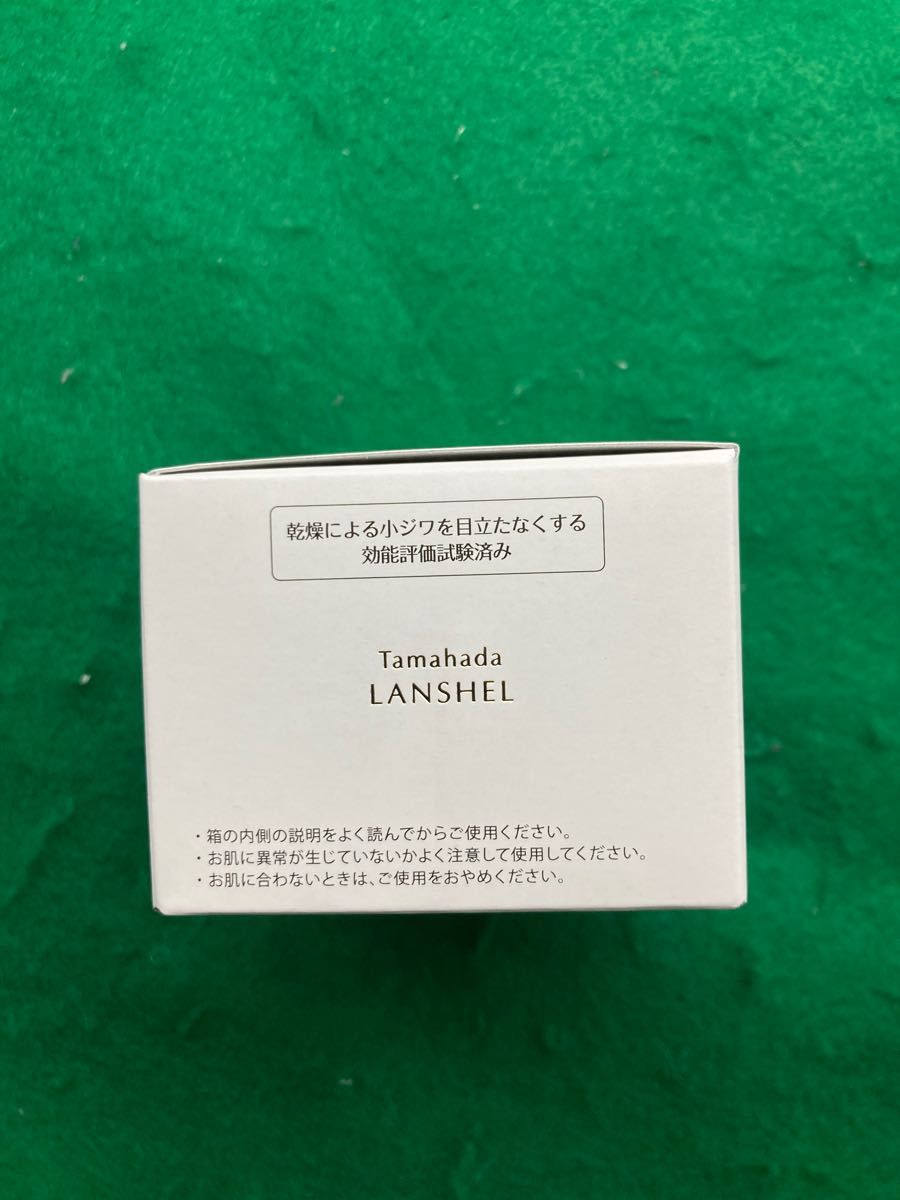 乾燥による小ジワを目立たなくする
効能評価試験済み
Tamahada
LANSHEL
・箱の内側の説明をよく読んでからご使用ください。
・お肌に異常が生じていないかよく注意して使用してください。
・お肌に合わないときは、ご使用をおやめください。